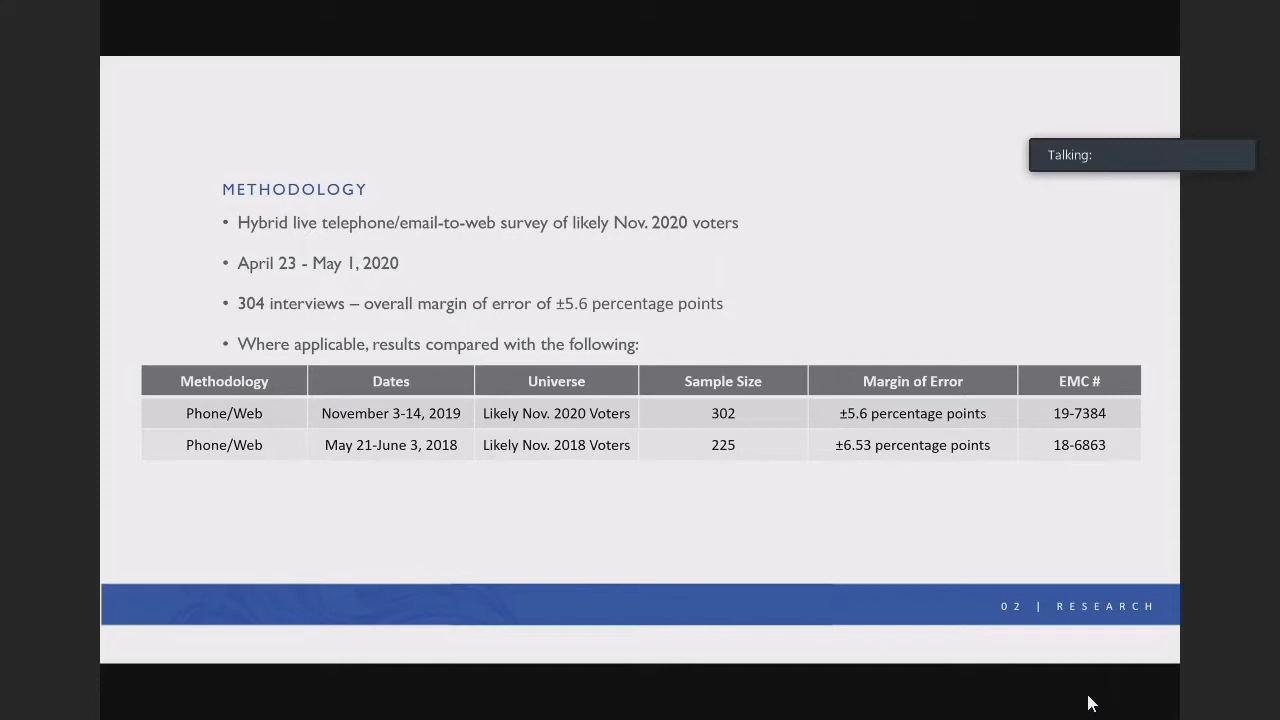 Talking:
METHODOLOGY
• Hybrid live telephone/email-to-web survey of likely Nov. 2020 voters
• April 23 - May 1, 2020
• 304 interviews – overall margin of error of ±5.6 percentage points
• Where applicable, results compared with the following:
Methodology Dates Universe Sample Size Margin of Error EMC #
Phone/Web November 3-14, 2019 Likely Nov. 2020 Voters 302 ±5.6 percentage points 19-7384
Phone/Web May 21-June 3, 2018 Likely Nov. 2018 Voters 225 ±6.53 percentage points 18-6863
02 | RESEARCH